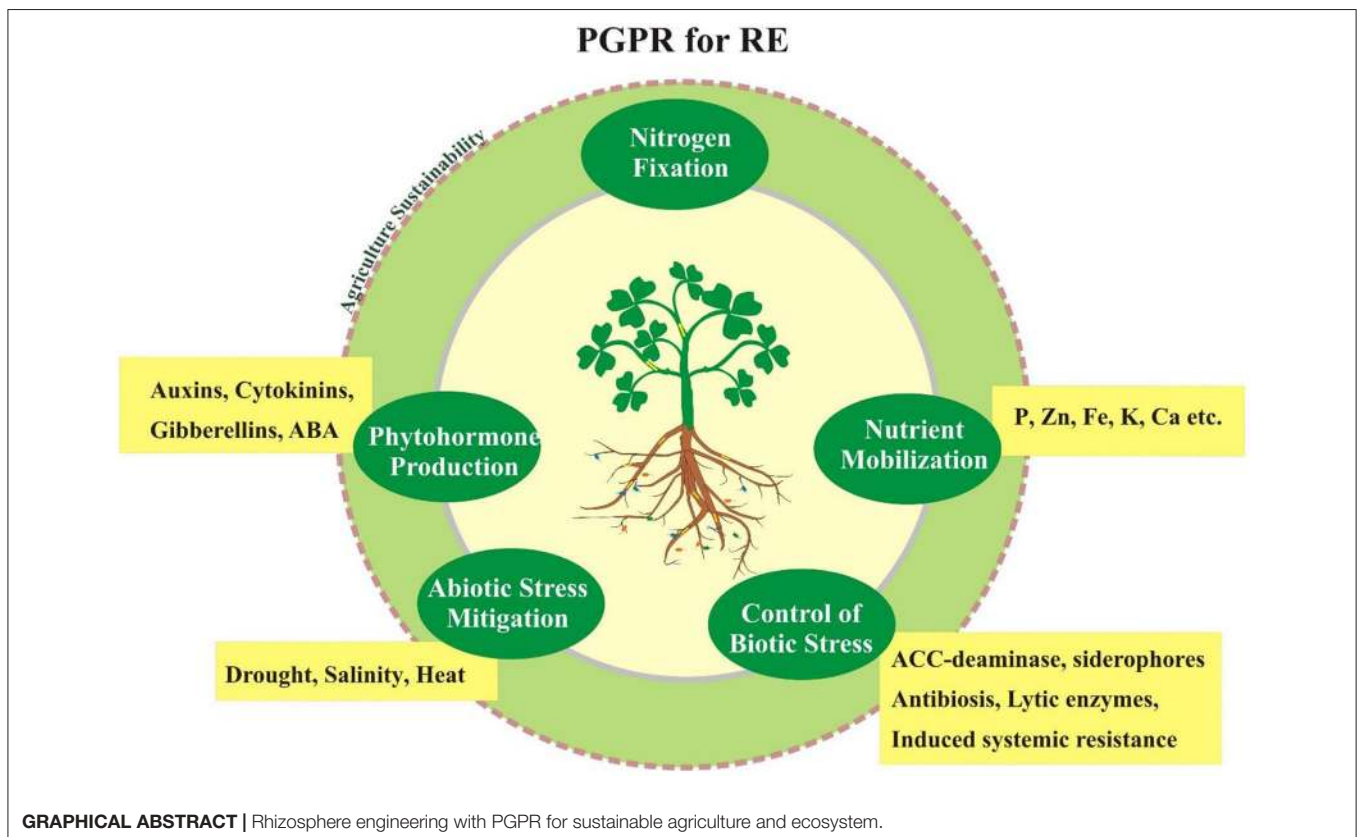 PGPR for RE
Agriculture Sustainability
Nitrogen
Fixation
Auxins, Cytokinins,
Gibberellins, ABA
Phytohormone
Production
Nutrient
Mobilization
P, Zn, Fe, K, Ca etc.
Abiotic Stress
Mitigation
Drought, Salinity, Heat
Control of
Biotic Stress
ACC-deaminase, siderophores
Antibiosis, Lytic enzymes,
Induced systemic resistance
GRAPHICAL ABSTRACT | Rhizosphere engineering with PGPR for sustainable agriculture and ecosystem.